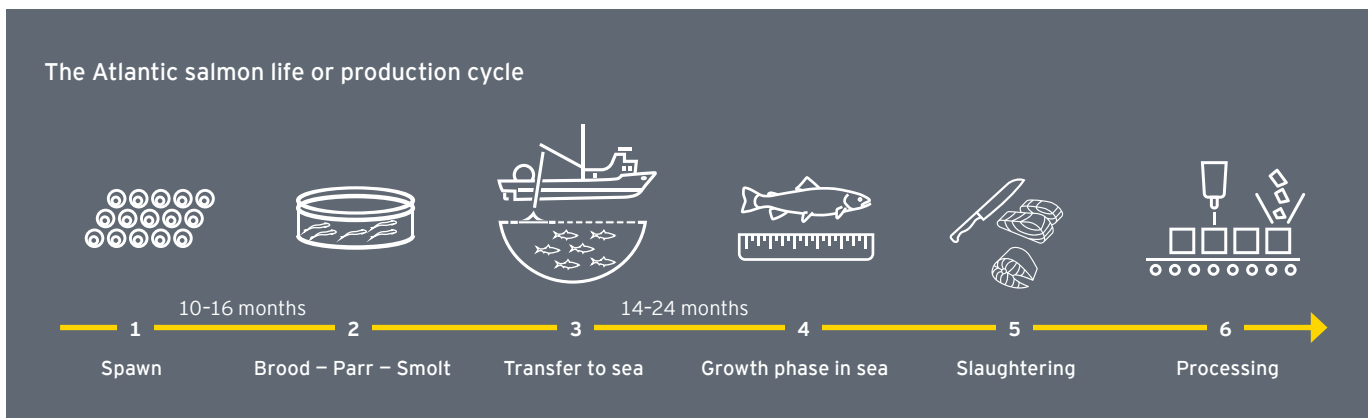 The Atlantic salmon life or production cycle
10–16 months
14–24 months
1
2
3
4
5
6
Spawn
Brood – Parr – Smolt
Transfer to sea
Growth phase in sea
Slaughtering
Processing